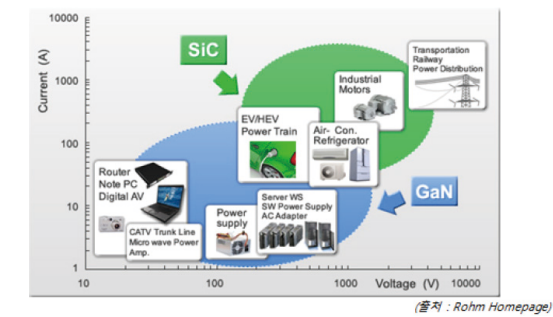 10000
1000
100
10
1
Current (A)
SiC
Transportation
Railway
Power Distribution
Industrial
Motors
EV/HEV
Power Train
Air- Con.
Refrigerator
GaN
Router
Note PC
Digital AV
CATV Trunk Line
Micro wave Power
Amp.
Power
supply
Server WS
SW Power Supply
AC Adapter
10
100
1000
Voltage (V)
10000
(출처 : Rohm Homepage)